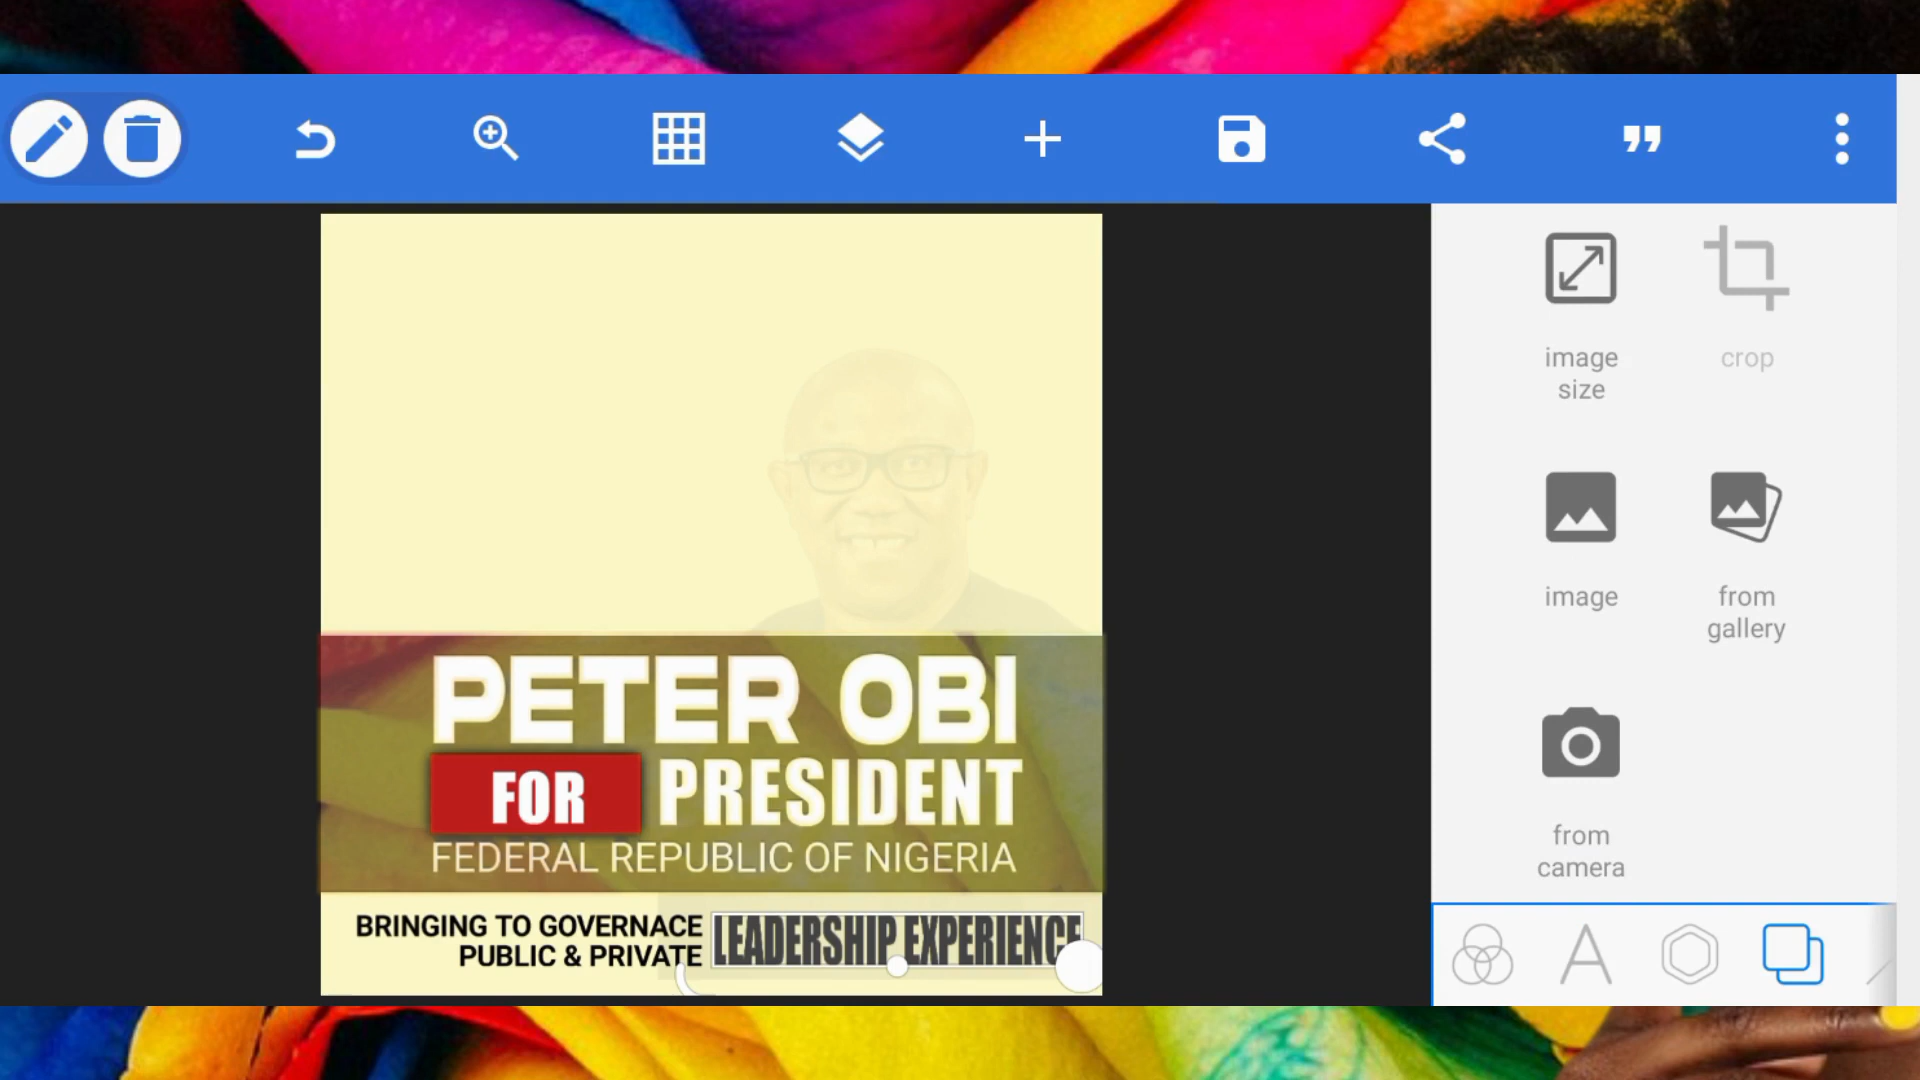 image
size
crop
image
from
gallery
from
camera
PETER OBI
FOR PRESIDENT
FEDERAL REPUBLIC OF NIGERIA
BRINGING TO GOVERNACE
PUBLIC & PRIVATE
LEADERSHIP EXPERIENCE